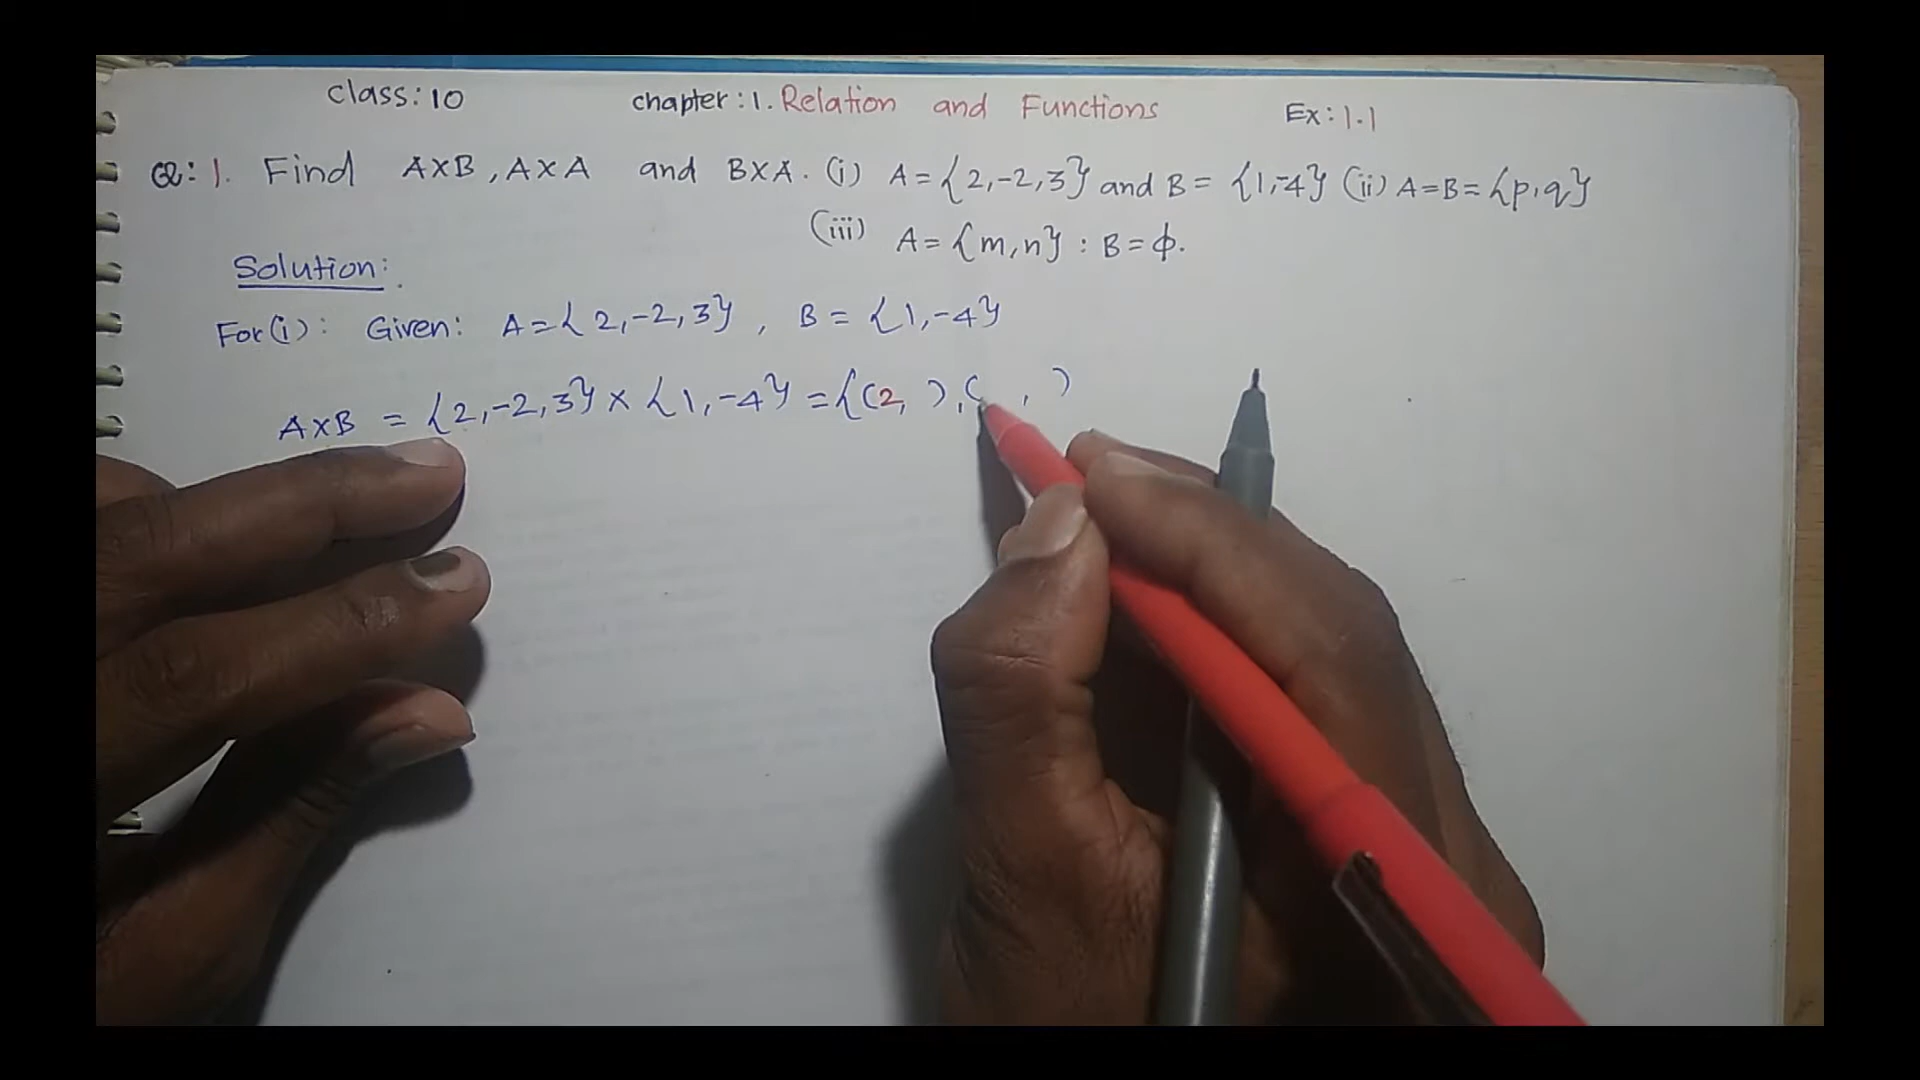 class: 10 chapter: 1. Relation and Functions Ex: 1.1
Q: 1. Find A×B, A×A and B×A. (i) A = {2,-2,3} and B = {1,-4} (ii) A=B= {p,q}
(iii) A= {m,n} : B=ϕ.
Solution:
For(i): Given: A={2,-2,3}, B = {1,-4}
A×B = {2,-2,3} × {1,-4} = {(2, ),( , )